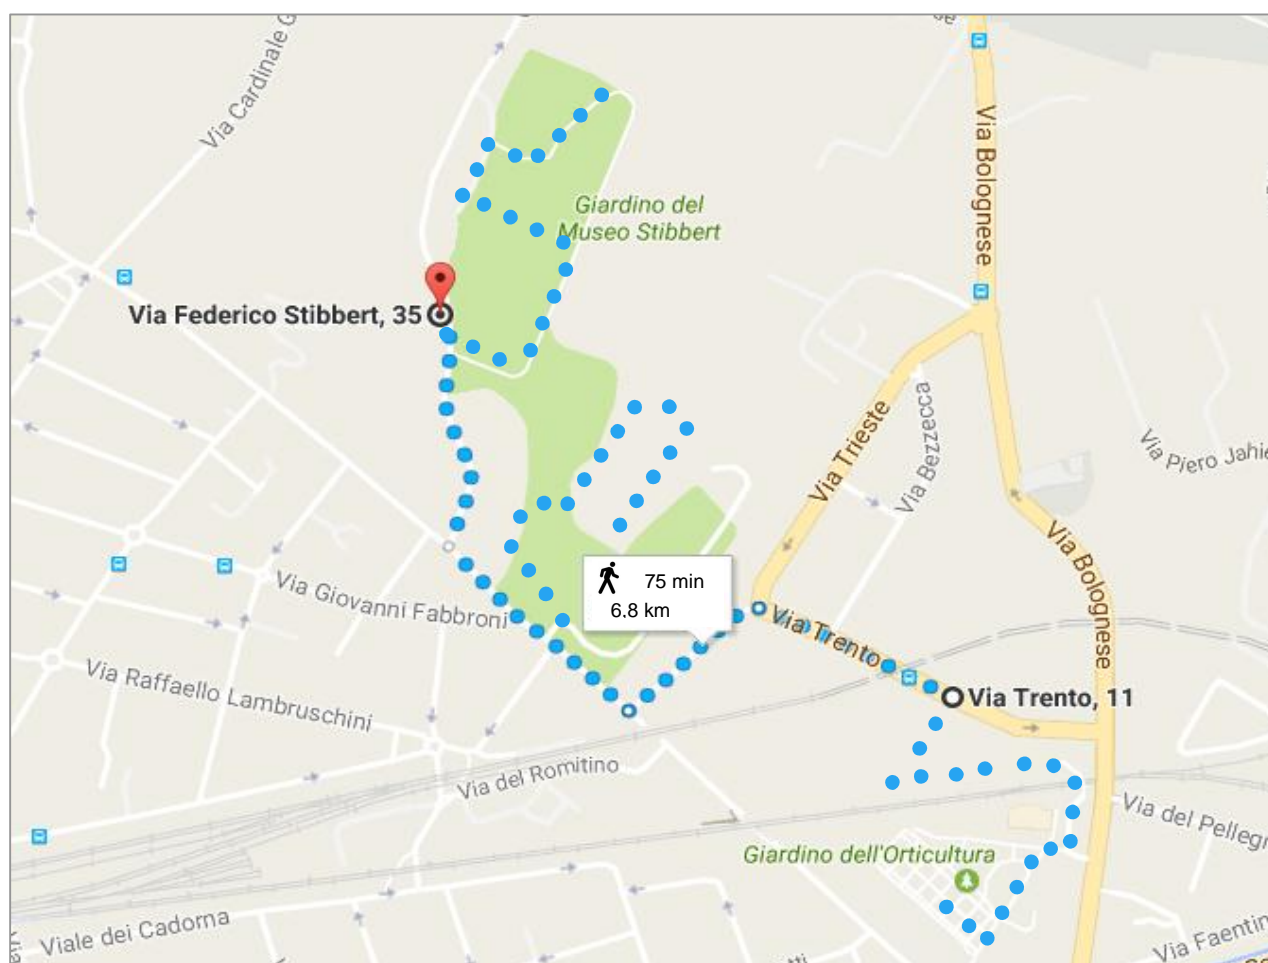 Via Cardinale G
Via Bolognese
Giardino del
Museo Stibbert
Via Federico Stibbert, 35
Via Trieste
Via Bezzecca
Via Piero Jahie
Via Bolognese
75 min
6.8 km
Via Giovanni Fabbroni
Via Trento
Via Raffaello Lambruschini
Via Trento, 11
Via del Romitino
Via del Pellegr
Giardino dell'Orticultura
Viale dei Cadorna
Via Faentin